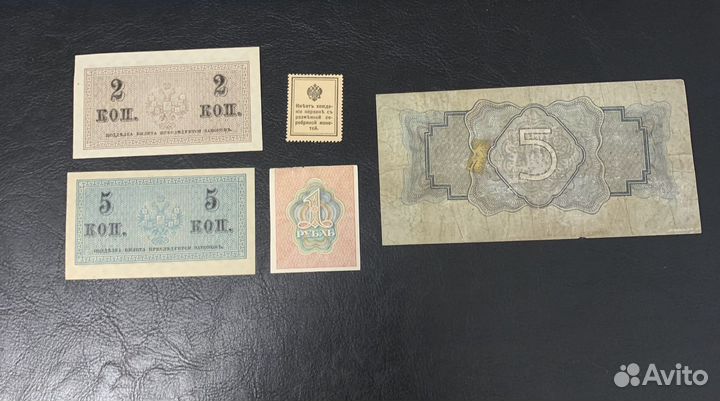 2 2
КОП. КОП.
ПОДДѢЛКА БИЛЕТА ПРЕСЛѢДУЕТСЯ ЗАКОНОМЪ.
Имѣетъ хожде-
ніе наравнѣ съ
размѣнной се-
ребряной моне-
той.
5
5 5
КОП. КОП.
ПОДДѢЛКА БИЛЕТА ПРЕСЛѢДУЕТСЯ ЗАКОНОМЪ.
1
РУБЛЬ
Avito